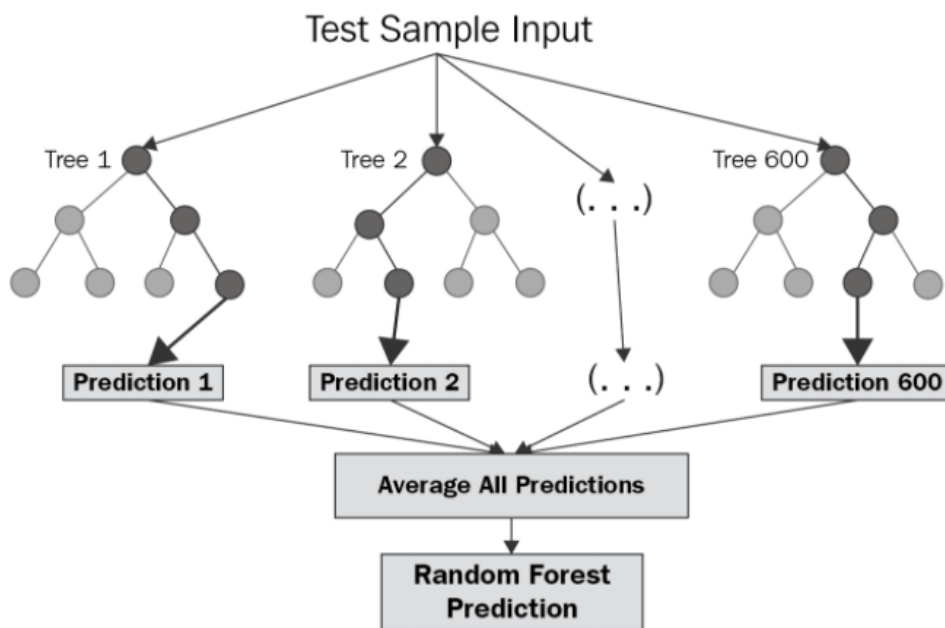 Test Sample Input
Tree 1
Tree 2
Tree 600
(. . .)
(. . .)
Prediction 1
Prediction 2
Prediction 600
Average All Predictions
Random Forest
Prediction